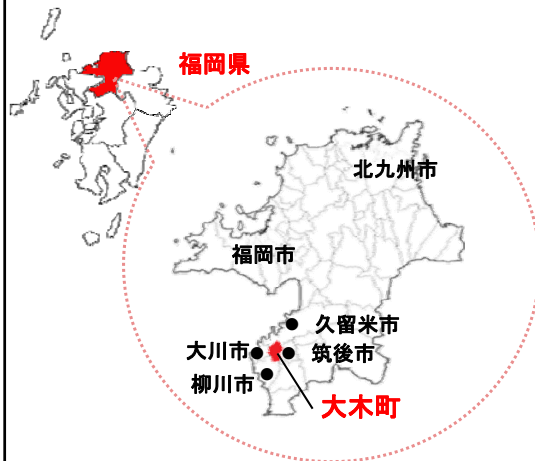 福岡県
北九州市
福岡市
久留米市
大川市
筑後市
柳川市
大木町